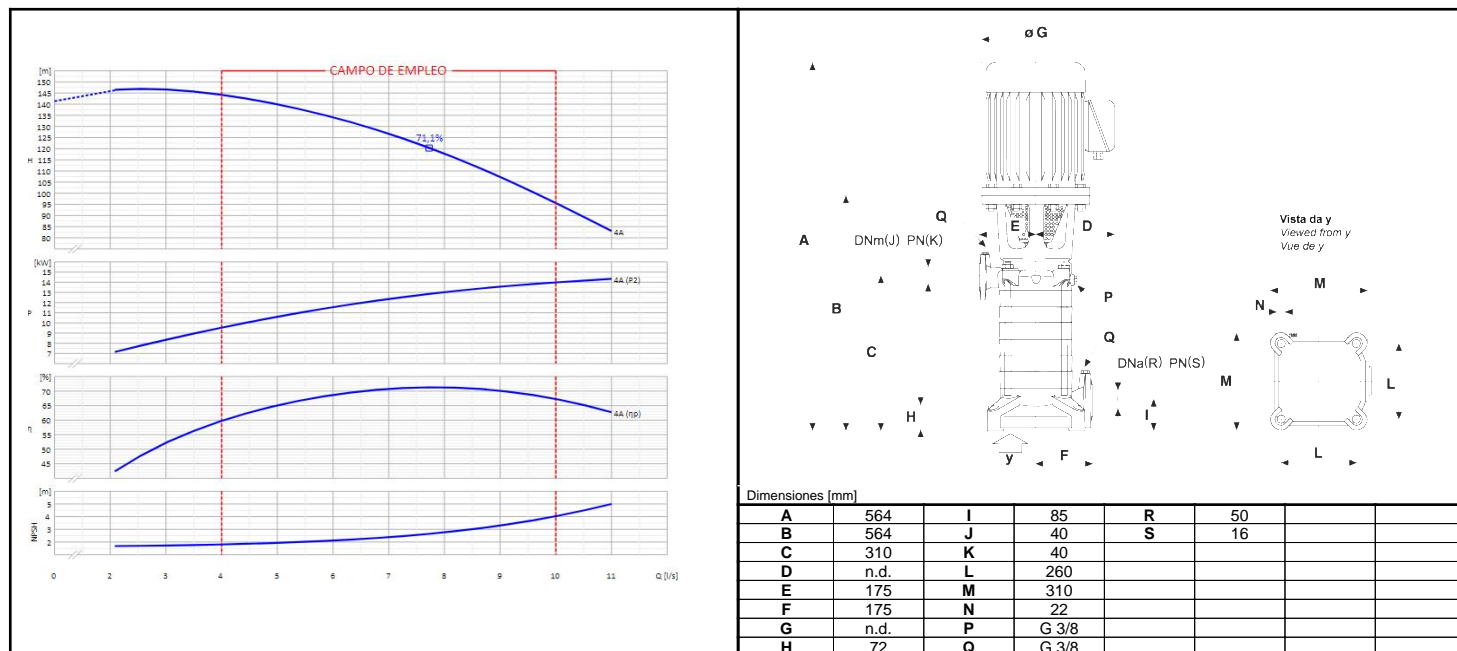 CAMPO DE EMPLEO
[m]
150
145
140
135
130
125
120
H 115
110
105
100
95
90
85
80
71,1%
4A
[kW]
15
14
13
12
11
P
10
9
8
7
4A (P2)
[%]
70
65
60
55
50
45
4A (ηp)
[m]
5
4
3
2
NPSH
0 2 3 4 5 6 7 8 9 10 11 Q [l/s]
ø G
A
B
C
Q
E
D
DNm(J) PN(K)
P
Q
DNa(R) PN(S)
H
I
y
F
Vista da y
Viewed from y
Vue de y
M
N
M
L
L
Dimensiones [mm]
A 564 I 85 R 50
B 564 J 40 S 16
C 310 K 40
D n.d. L 260
E 175 M 310
F 175 N 22
G n.d. P G 3/8
H 72 Q G 3/8